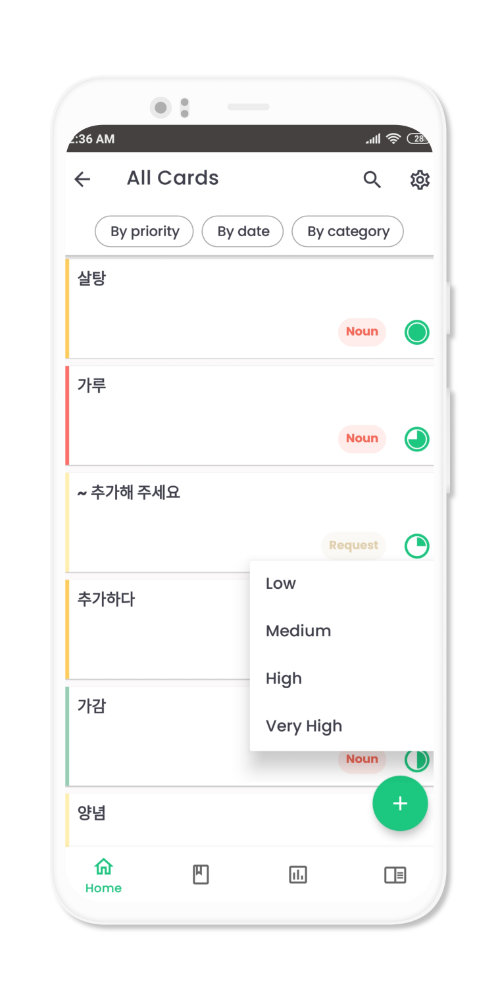 :36 AM
28
All Cards
By priority
By date
By category
살탕
Noun
가루
Noun
~ 추가해 주세요
Request
추가하다
Low
Medium
High
Very High
가감
Noun
양념
Home